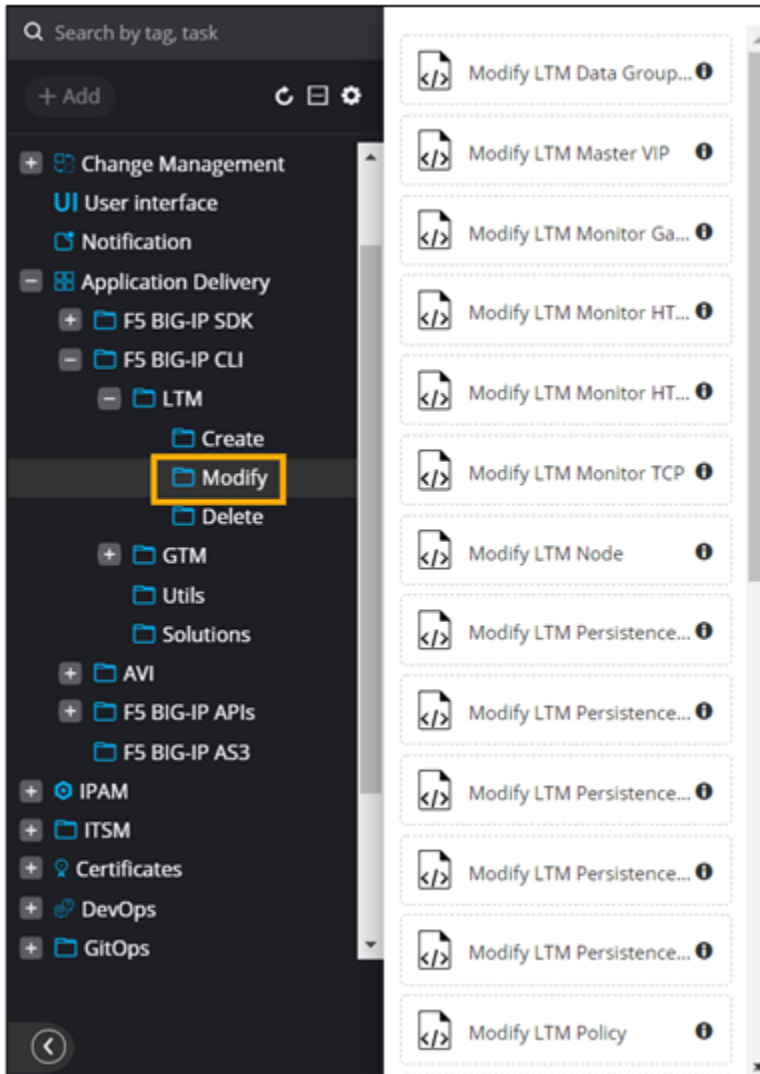 Search by tag, task
+ Add
Change Management
UI User interface
Notification
Application Delivery
F5 BIG-IP SDK
F5 BIG-IP CLI
LTM
Create
Modify
Delete
GTM
Utils
Solutions
AVI
F5 BIG-IP APIs
F5 BIG-IP AS3
IPAM
ITSM
Certificates
DevOps
GitOps
Modify LTM Data Group...
Modify LTM Master VIP
Modify LTM Monitor Ga...
Modify LTM Monitor HT...
Modify LTM Monitor HT...
Modify LTM Monitor TCP
Modify LTM Node
Modify LTM Persistence...
Modify LTM Persistence...
Modify LTM Persistence...
Modify LTM Persistence...
Modify LTM Persistence...
Modify LTM Policy